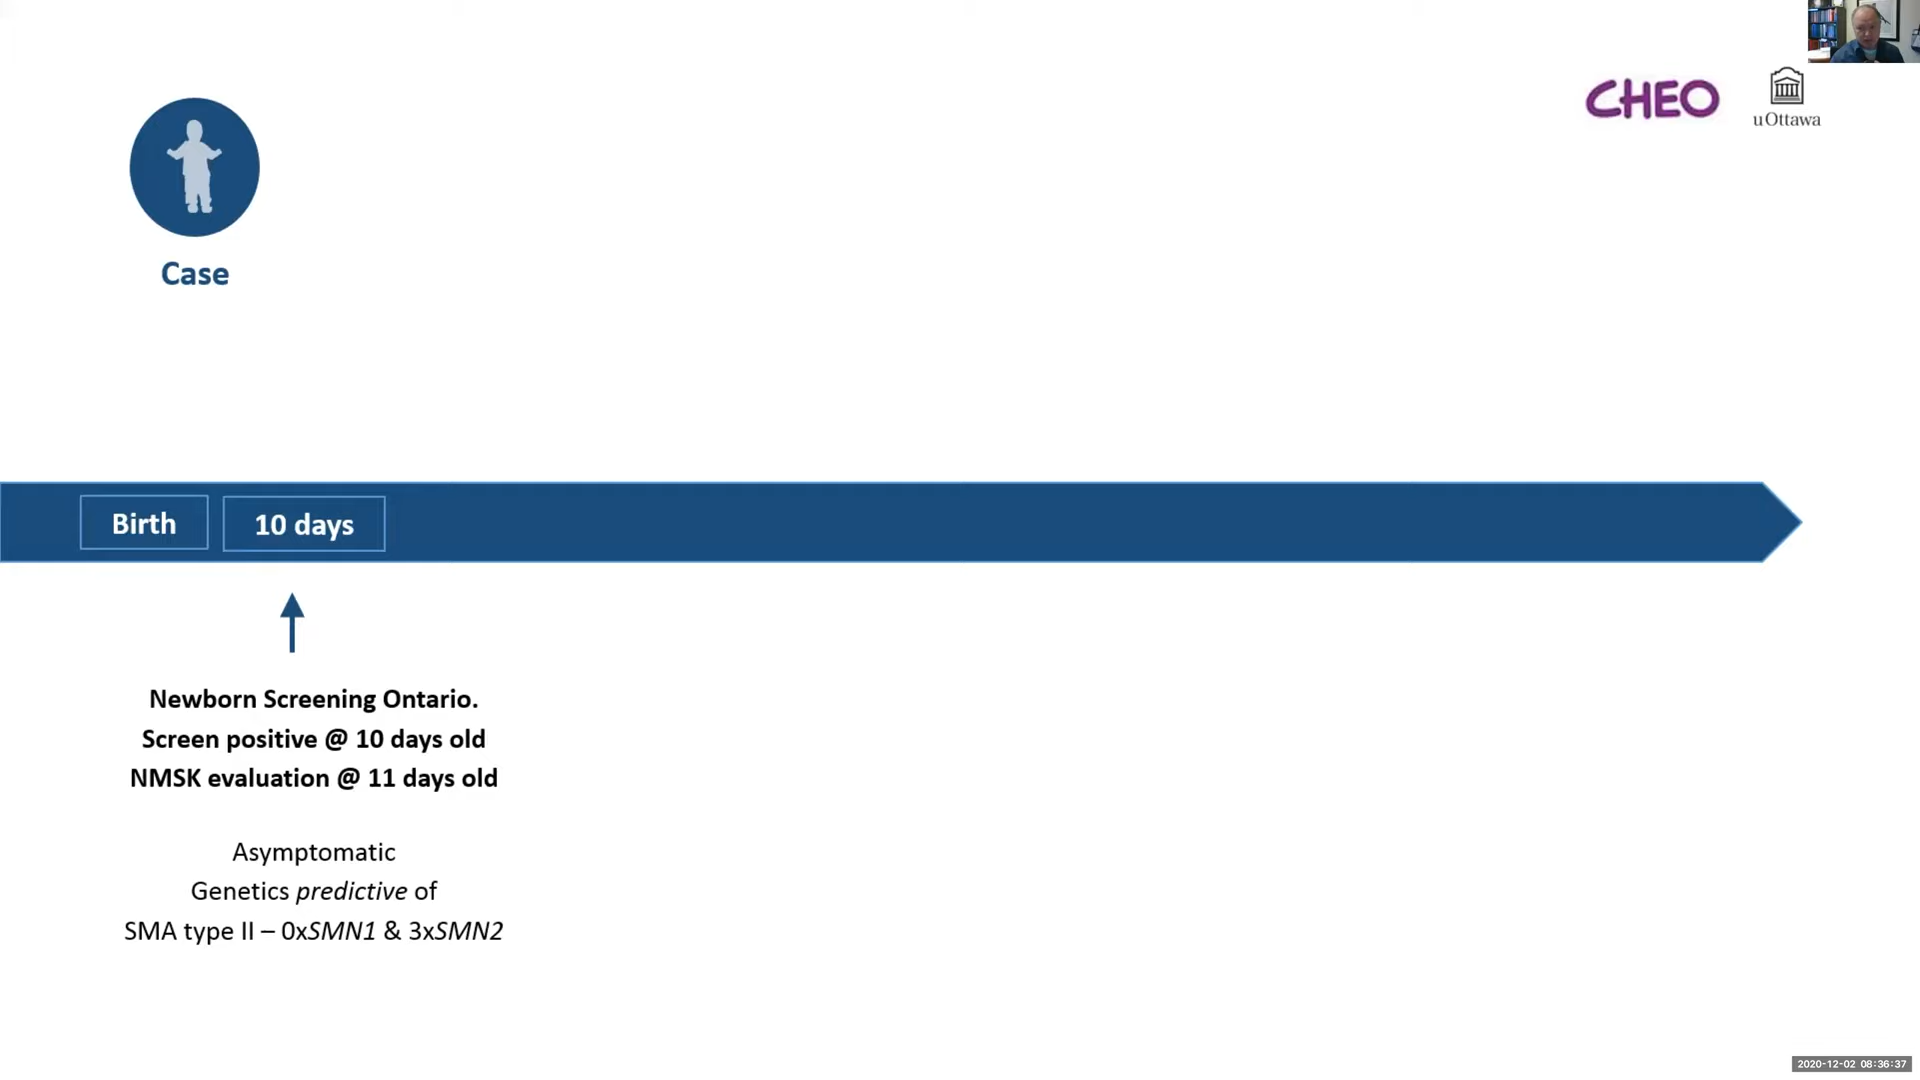 CHEO
uOttawa
Case
Birth
10 days
Newborn Screening Ontario.
Screen positive @ 10 days old
NMSK evaluation @ 11 days old
Asymptomatic
Genetics predictive of
SMA type II – 0xSMN1 & 3xSMN2
2020-12-02 08:36:37